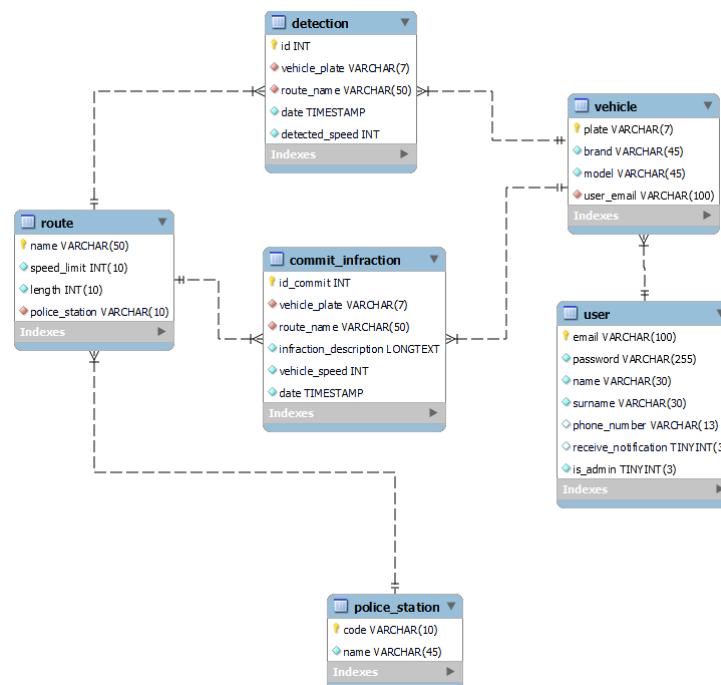 detection
id INT
vehicle_plate VARCHAR(7)
route_name VARCHAR(50)
date TIMESTAMP
detected_speed INT
Indexes
vehicle
plate VARCHAR(7)
brand VARCHAR(45)
model VARCHAR(45)
user_email VARCHAR(100)
Indexes
route
name VARCHAR(50)
speed_limit INT(10)
length INT(10)
police_station VARCHAR(10)
Indexes
commit_infraction
id_commit INT
vehicle_plate VARCHAR(7)
route_name VARCHAR(50)
infraction_description LONGTEXT
vehicle_speed INT
date TIMESTAMP
Indexes
user
email VARCHAR(100)
password VARCHAR(255)
name VARCHAR(30)
surname VARCHAR(30)
phone_number VARCHAR(13)
receive_notification TINYINT(3
is_admin TINYINT(3)
Indexes
police_station
code VARCHAR(10)
name VARCHAR(45)
Indexes